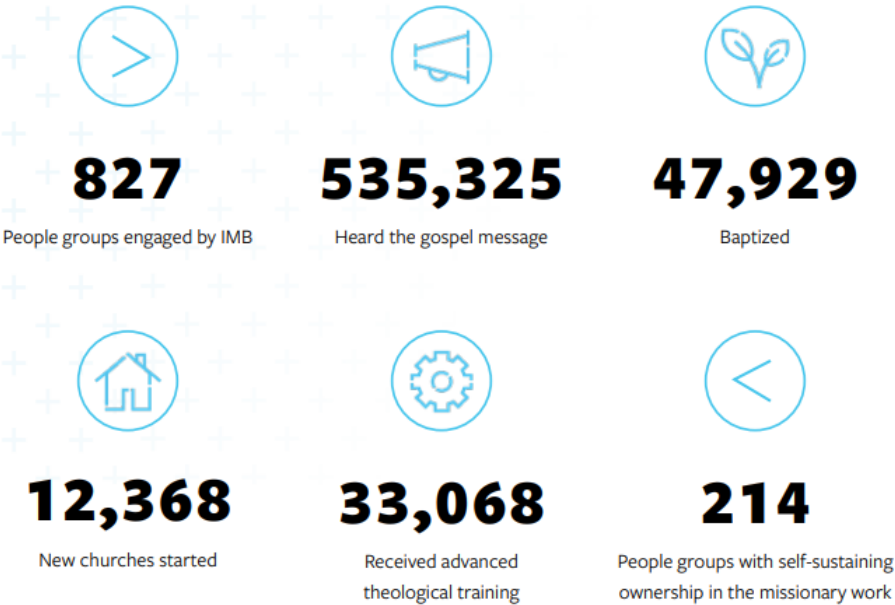 827
People groups engaged by IMB
535,325
Heard the gospel message
47,929
Baptized
12,368
New churches started
33,068
Received advanced
theological training
214
People groups with self-sustaining
ownership in the missionary work